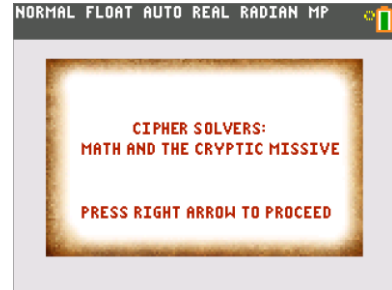 NORMAL FLOAT AUTO REAL RADIAN MP
CIPHER SOLVERS:
MATH AND THE CRYPTIC MISSIVE
PRESS RIGHT ARROW TO PROCEED